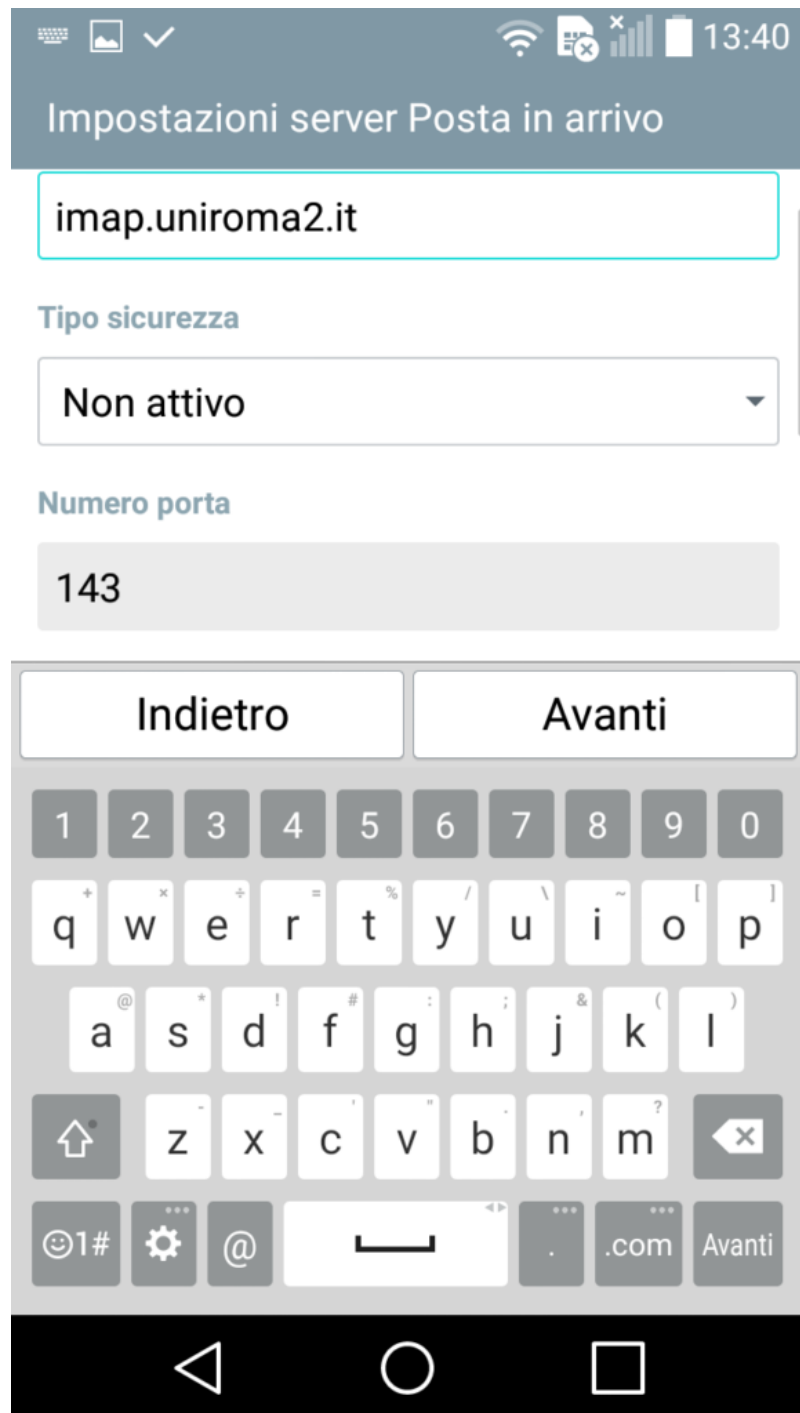 13:40
Impostazioni server Posta in arrivo
imap.uniroma2.it
Tipo sicurezza
Non attivo
Numero porta
143
Indietro Avanti
1 2 3 4 5 6 7 8 9 0
+ × ÷ = % / \ ~ [ ]
q w e r t y u i o p
@ * ! # : ; & ( )
a s d f g h j k l
- _ ' " . , ?
z x c v b n m
1# @ . .com Avanti